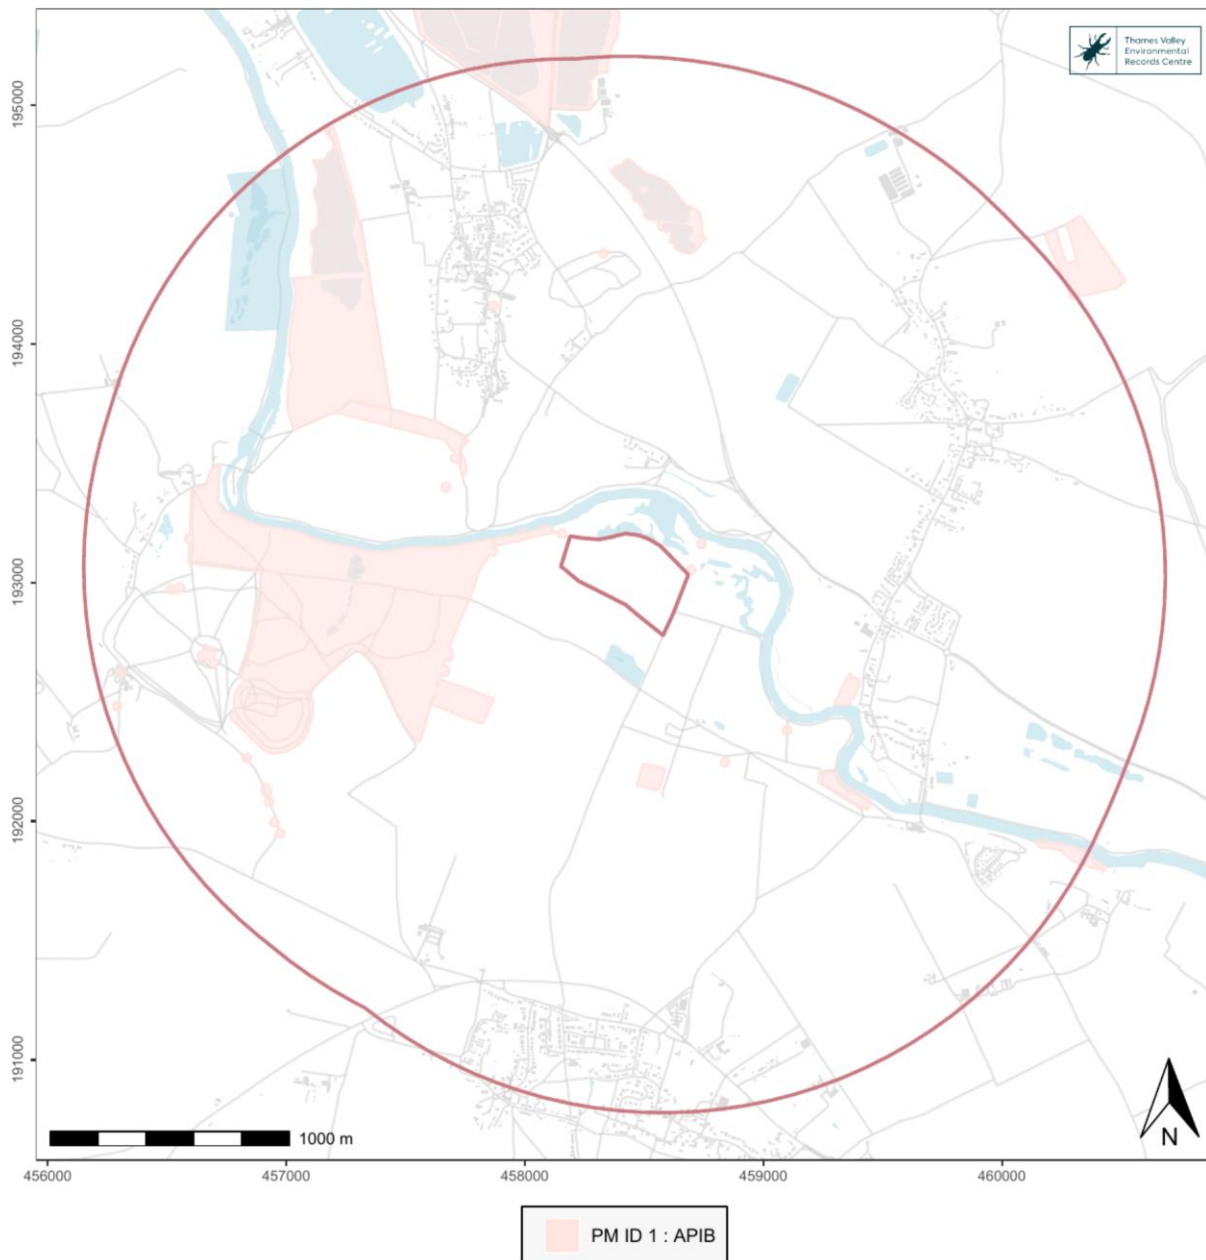 Thames Valley
Environmental
Records Centre
195000
194000
193000
192000
191000
1000 m
N
456000 457000 458000 459000 460000
PM ID 1 : APIB